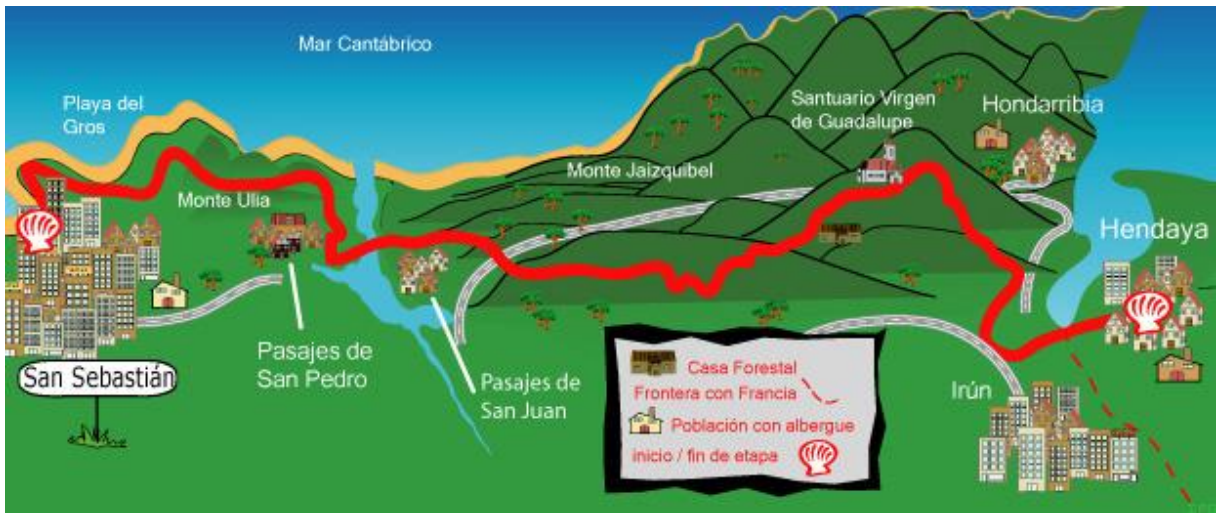 Mar Cantábrico
Playa del
Gros
Santuario Virgen
de Guadalupe
Hondarribia
Monte Jaizquibel
Monte Ulia
Hendaya
Pasajes de
San Pedro
San Sebastián
Pasajes de
San Juan
Irún
Casa Forestal
Frontera con Francia
Población con albergue
inicio / fin de etapa